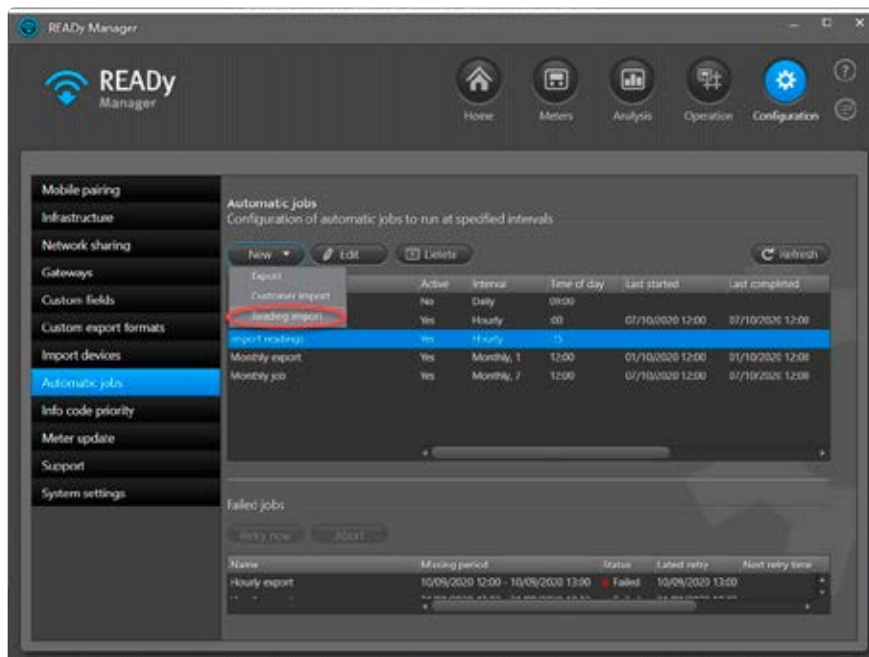 READy Manager
READy
Manager
Home
Meters
Analysis
Operation
Configuration
Mobile pairing
Infrastructure
Network sharing
Gateways
Custom fields
Custom export formats
Import devices
Automatic jobs
Info code priority
Meter update
Support
System settings
Automatic jobs
Configuration of automatic jobs to run at specified intervals
New Edit Delete Refresh
Export
Customer import
Reading import
Active Interval Time of day Last started Last completed
No Daily 09:00
Yes Hourly :00 07/10/2020 12:00 07/10/2020 12:00
Import readings Yes Hourly :15
Monthly export Yes Monthly, 1 12:00 01/10/2020 12:00 01/10/2020 12:00
Monthly job Yes Monthly, 7 12:00 07/10/2020 12:00 07/10/2020 12:00
Failed jobs
Retry now Abort
Name Missing period Status Latest retry Next retry time
Hourly export 10/09/2020 12:00 - 10/09/2020 13:00 Failed 10/09/2020 13:00